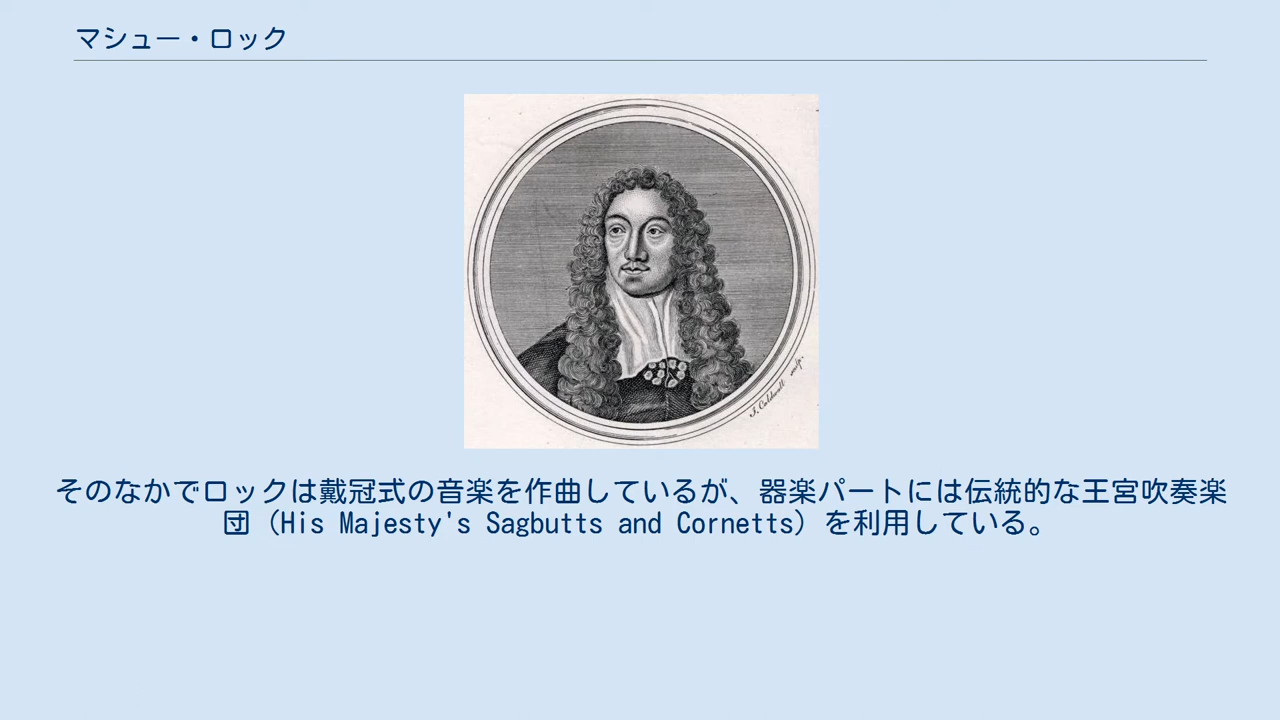 マシュー・ロック
J. Caldwall sculp.
そのなかでロックは戴冠式の音楽を作曲しているが、器楽パートには伝統的な王宮吹奏楽
団（His Majesty's Sagbutts and Cornetts）を利用している。